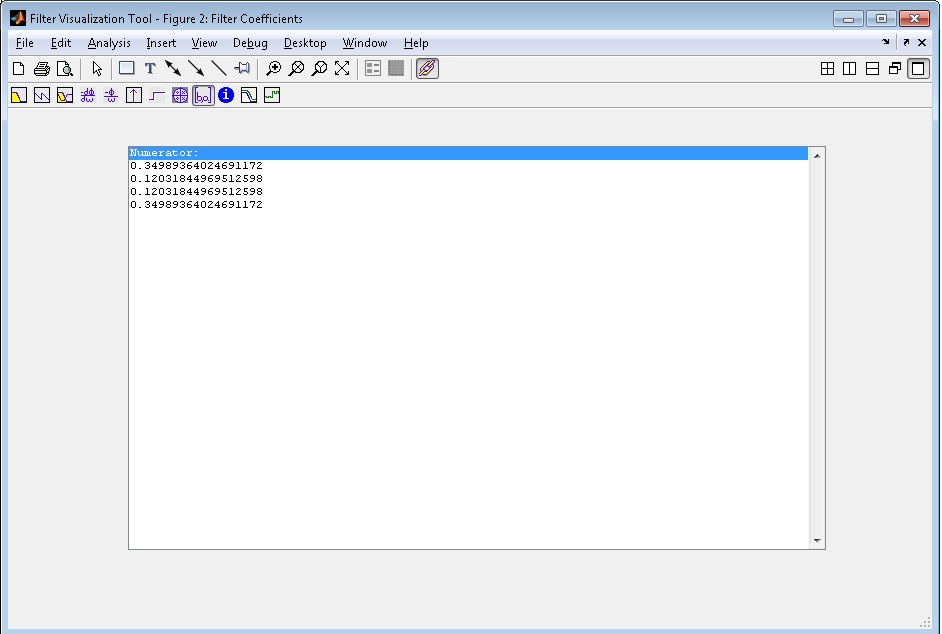 Filter Visualization Tool - Figure 2: Filter Coefficients
File Edit Analysis Insert View Debug Desktop Window Help
Numerator:
0.34989364024691172
0.12031844969512598
0.12031844969512598
0.34989364024691172